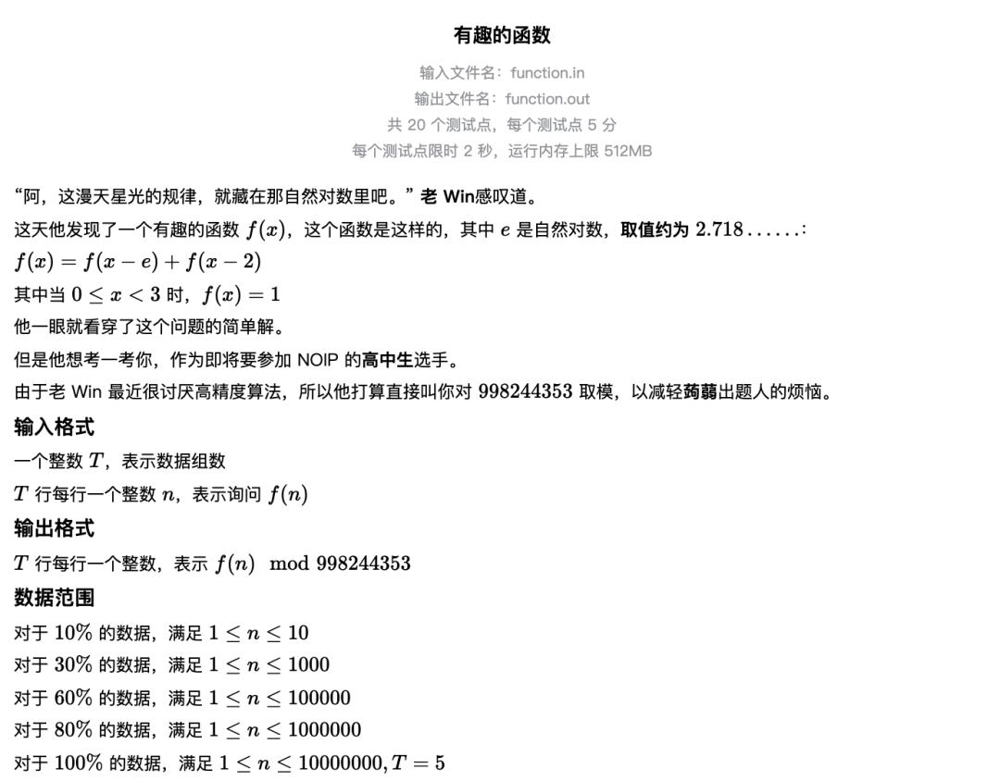 有趣的函数
输入文件名：function.in
输出文件名：function.out
共 20 个测试点，每个测试点 5 分
每个测试点限时 2 秒，运行内存上限 512MB
“阿，这漫天星光的规律，就藏在那自然对数里吧。” 老 Win感叹道。
这天他发现了一个有趣的函数 f(x)，这个函数是这样的，其中 e 是自然对数，取值约为 2.718......：
f(x) = f(x − e) + f(x − 2)
其中当 0 ≤ x < 3 时，f(x) = 1
他一眼就看穿了这个问题的简单解。
但是他想考一考你，作为即将要参加 NOIP 的高中生选手。
由于老 Win 最近很讨厌高精度算法，所以他打算直接叫你对 998244353 取模，以减轻蒟蒻出题人的烦恼。
输入格式
一个整数 T，表示数据组数
T 行每行一个整数 n，表示询问 f(n)
输出格式
T 行每行一个整数，表示 f(n) mod 998244353
数据范围
对于 10% 的数据，满足 1 ≤ n ≤ 10
对于 30% 的数据，满足 1 ≤ n ≤ 1000
对于 60% 的数据，满足 1 ≤ n ≤ 100000
对于 80% 的数据，满足 1 ≤ n ≤ 1000000
对于 100% 的数据，满足 1 ≤ n ≤ 10000000, T = 5